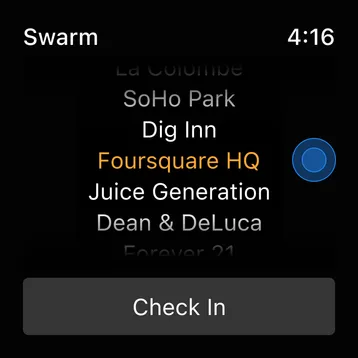 Swarm 4:16
La Colombe
SoHo Park
Dig Inn
Foursquare HQ
Juice Generation
Dean & DeLuca
Forever 21
Check In